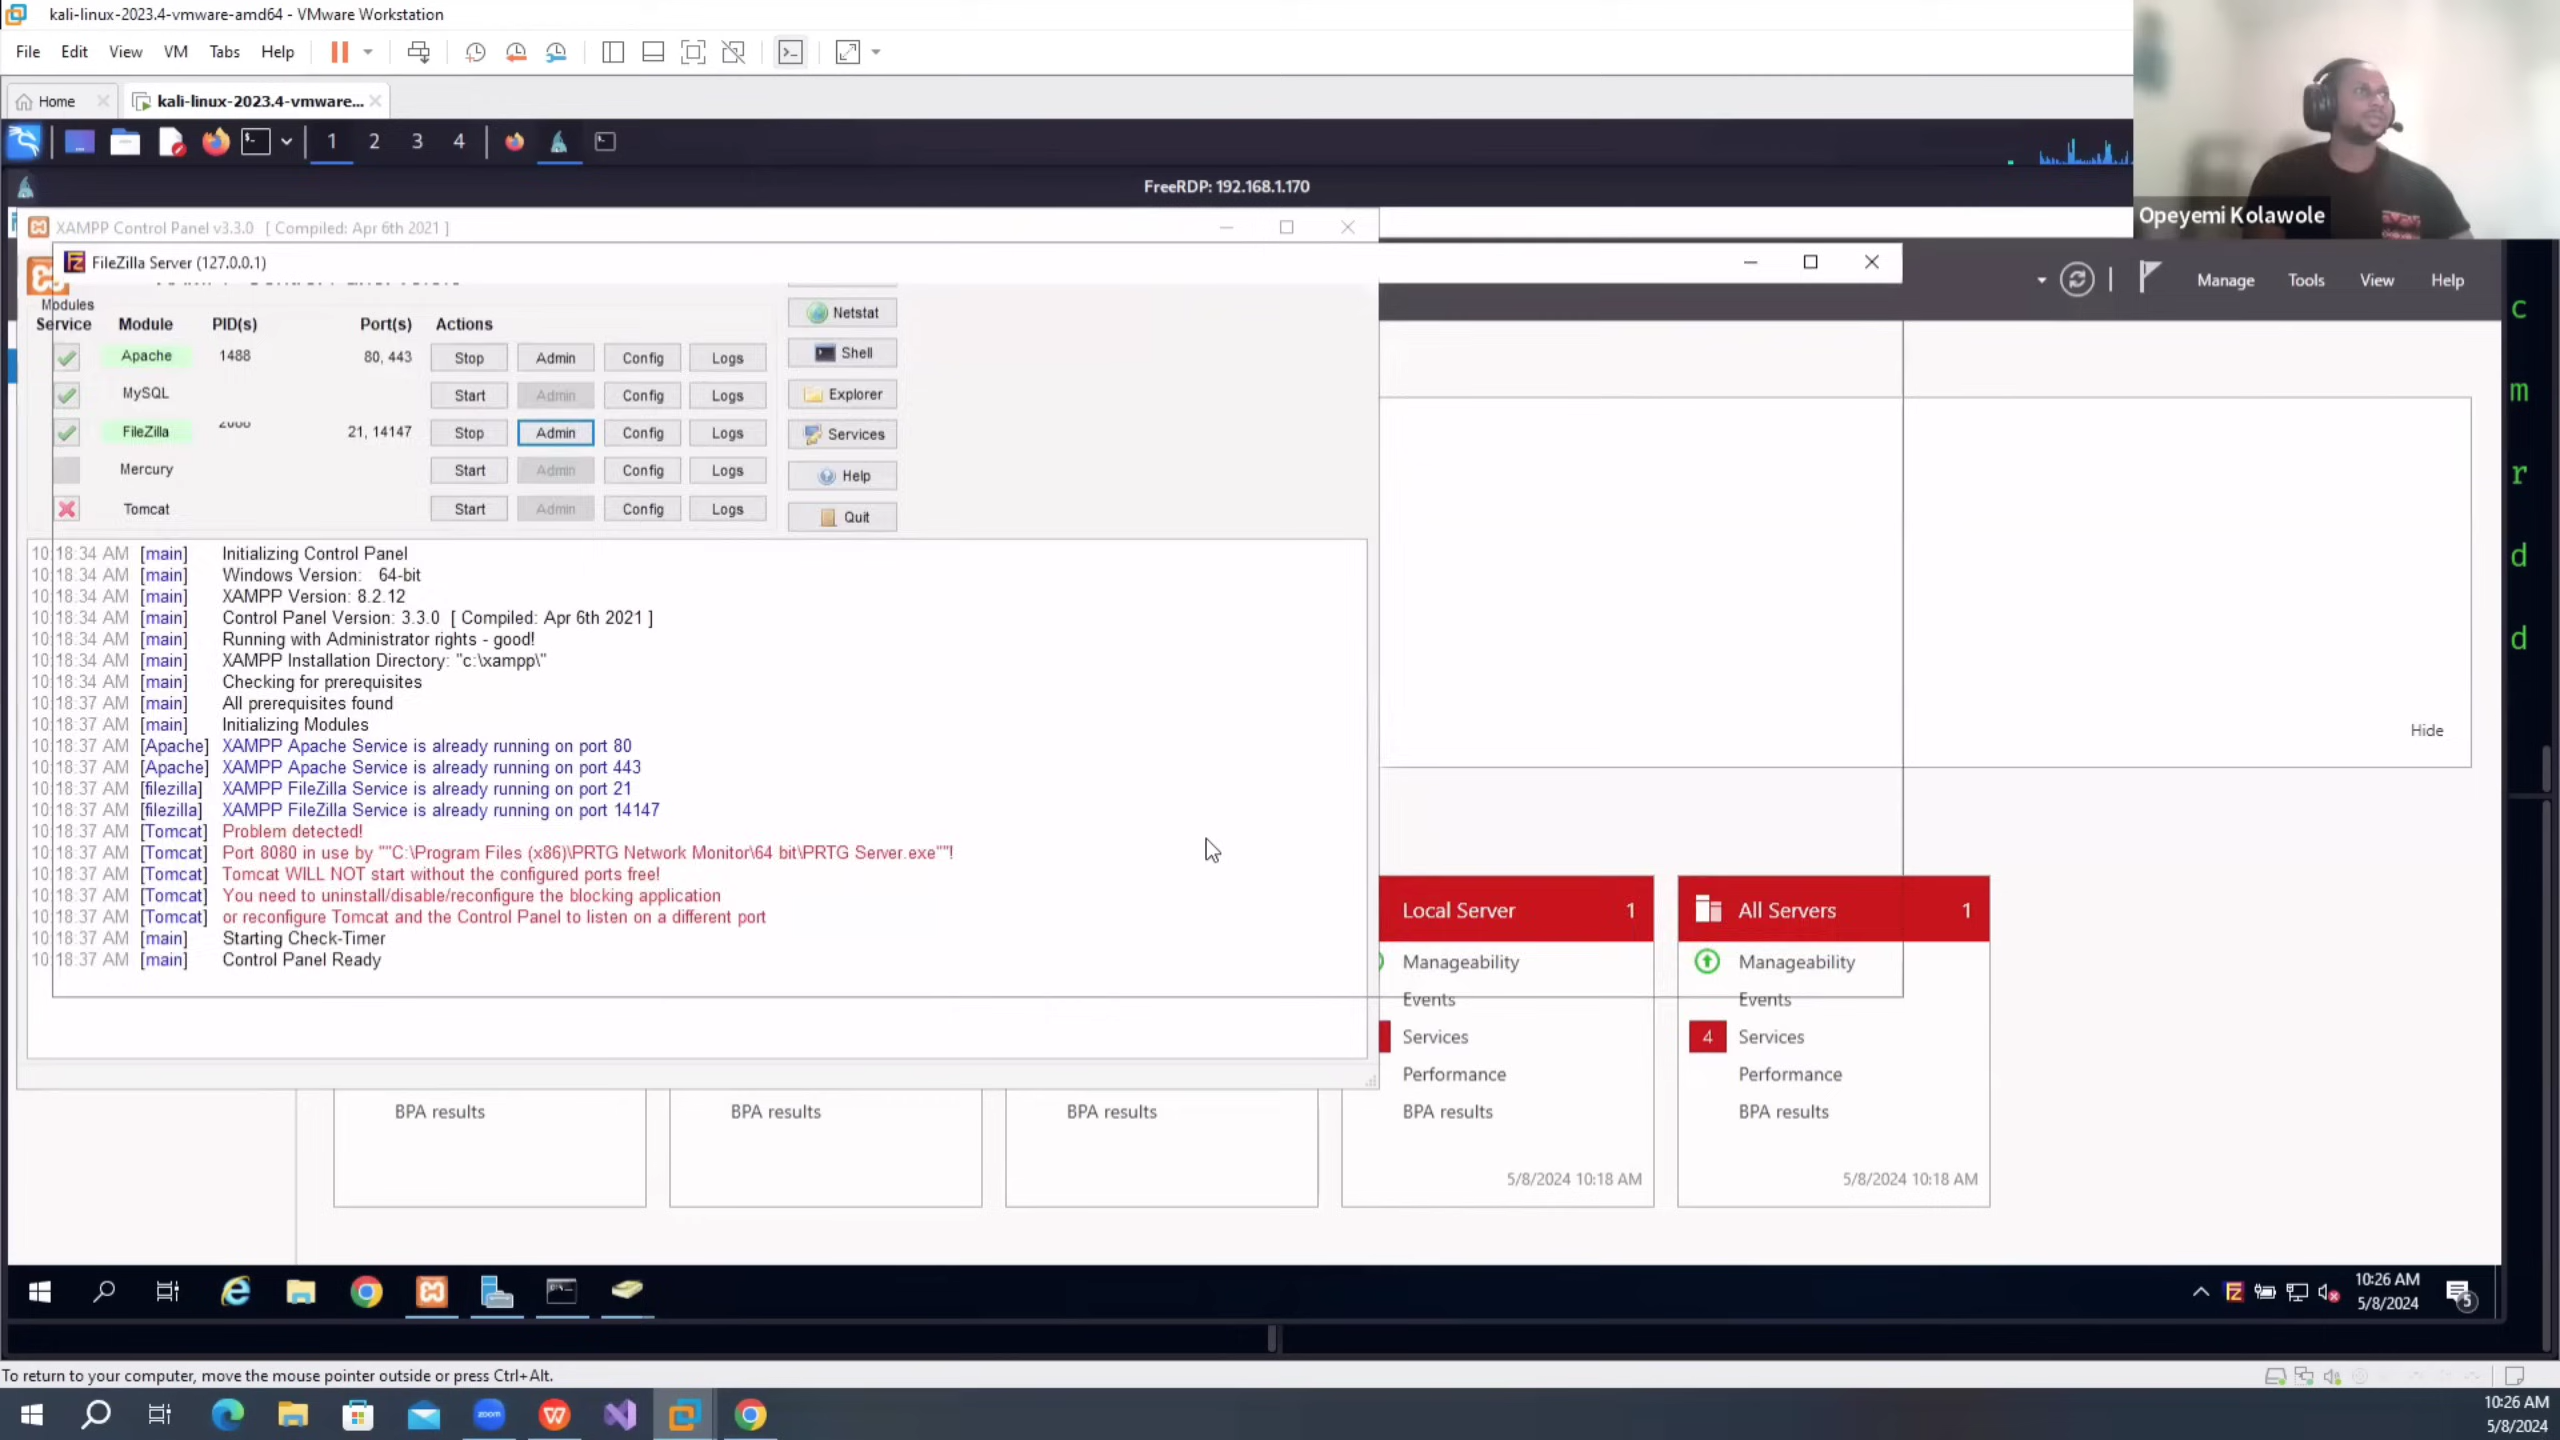 kali-linux-2023.4-vmware-amd64 - VMware Workstation
File Edit View VM Tabs Help
Home kali-linux-2023.4-vmware...
1 2 3 4
FreeRDP: 192.168.1.170
Opeyemi Kolawole
XAMPP Control Panel v3.3.0 [ Compiled: Apr 6th 2021 ]
FileZilla Server (127.0.0.1)
Manage Tools View Help
Modules
Service Module PID(s) Port(s) Actions
Netstat
Apache 1488 80, 443 Stop Admin Config Logs
Shell
MySQL Start Admin Config Logs
Explorer
FileZilla 21, 14147 Stop Admin Config Logs
Services
Mercury Start Admin Config Logs
Help
Tomcat Start Admin Config Logs
Quit
c
m
r
d
d
10:18:34 AM [main] Initializing Control Panel
10:18:34 AM [main] Windows Version: 64-bit
10:18:34 AM [main] XAMPP Version: 8.2.12
10:18:34 AM [main] Control Panel Version: 3.3.0 [ Compiled: Apr 6th 2021 ]
10:18:34 AM [main] Running with Administrator rights - good!
10:18:34 AM [main] XAMPP Installation Directory: "c:\xampp\"
10:18:34 AM [main] Checking for prerequisites
10:18:37 AM [main] All prerequisites found
10:18:37 AM [main] Initializing Modules
10:18:37 AM [Apache] XAMPP Apache Service is already running on port 80
10:18:37 AM [Apache] XAMPP Apache Service is already running on port 443
10:18:37 AM [filezilla] XAMPP FileZilla Service is already running on port 21
10:18:37 AM [filezilla] XAMPP FileZilla Service is already running on port 14147
10:18:37 AM [Tomcat] Problem detected!
10:18:37 AM [Tomcat] Port 8080 in use by ""C:\Program Files (x86)\PRTG Network Monitor\64 bit\PRTG Server.exe""!
10:18:37 AM [Tomcat] Tomcat WILL NOT start without the configured ports free!
10:18:37 AM [Tomcat] You need to uninstall/disable/reconfigure the blocking application
10:18:37 AM [Tomcat] or reconfigure Tomcat and the Control Panel to listen on a different port
10:18:37 AM [main] Starting Check-Timer
10:18:37 AM [main] Control Panel Ready
Hide
Local Server 1
Manageability
Events
Services
Performance
BPA results
5/8/2024 10:18 AM
All Servers 1
Manageability
Events
4 Services
Performance
BPA results
5/8/2024 10:18 AM
BPA results
BPA results
BPA results
10:26 AM
5/8/2024
5
To return to your computer, move the mouse pointer outside or press Ctrl+Alt.
zoom
10:26 AM
5/8/2024